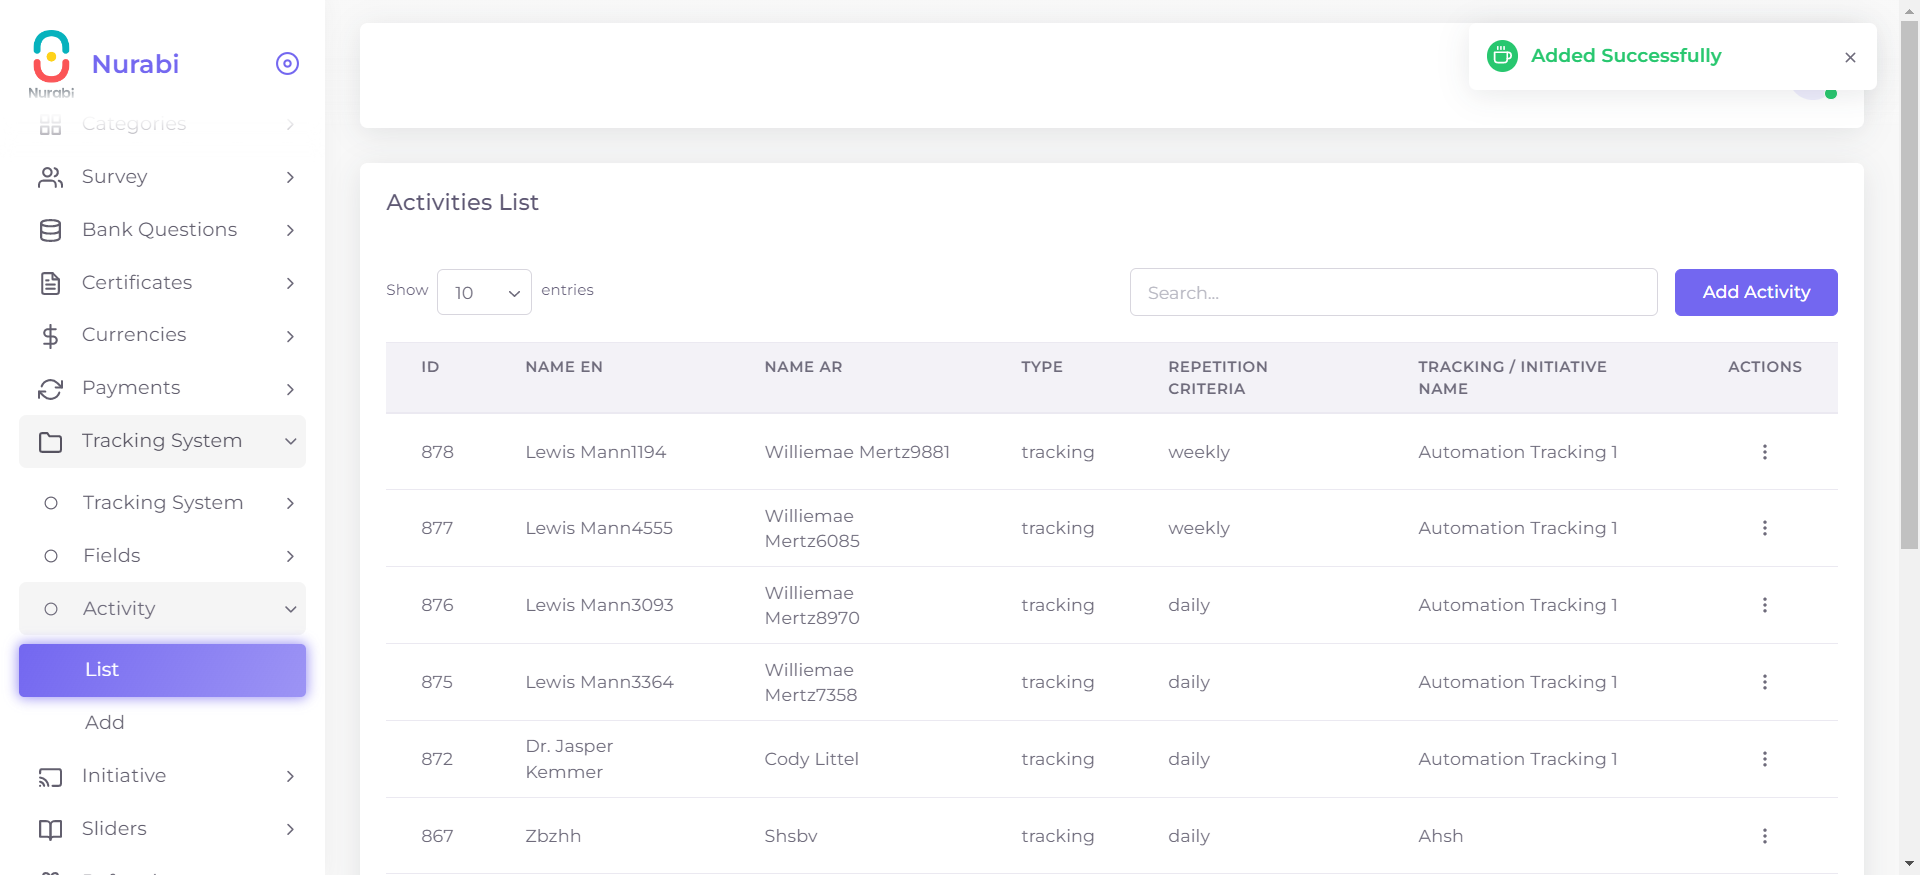 Nurabi
Nurabi
Categories
Survey
Bank Questions
Certificates
Currencies
Payments
Tracking System
Tracking System
Fields
Activity
List
Add
Initiative
Sliders
Added Successfully
Activities List
Show 10 entries
Search...
Add Activity
ID NAME EN NAME AR TYPE REPETITION CRITERIA TRACKING / INITIATIVE NAME ACTIONS
878 Lewis Mann1194 Williemae Mertz9881 tracking weekly Automation Tracking 1
877 Lewis Mann4555 Williemae Mertz6085 tracking weekly Automation Tracking 1
876 Lewis Mann3093 Williemae Mertz8970 tracking daily Automation Tracking 1
875 Lewis Mann3364 Williemae Mertz7358 tracking daily Automation Tracking 1
872 Dr. Jasper Kemmer Cody Littel tracking daily Automation Tracking 1
867 Zbzhh Shsbv tracking daily Ahsh